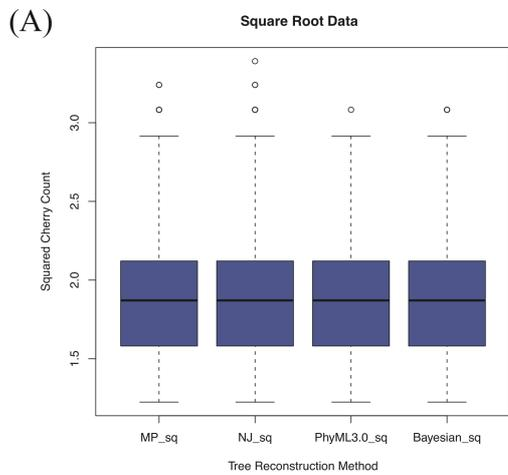 (A)
Square Root Data
Squared Cherry Count
3.0
2.5
2.0
1.5
MP_sq NJ_sq PhyML3.0_sq Bayesian_sq
Tree Reconstruction Method